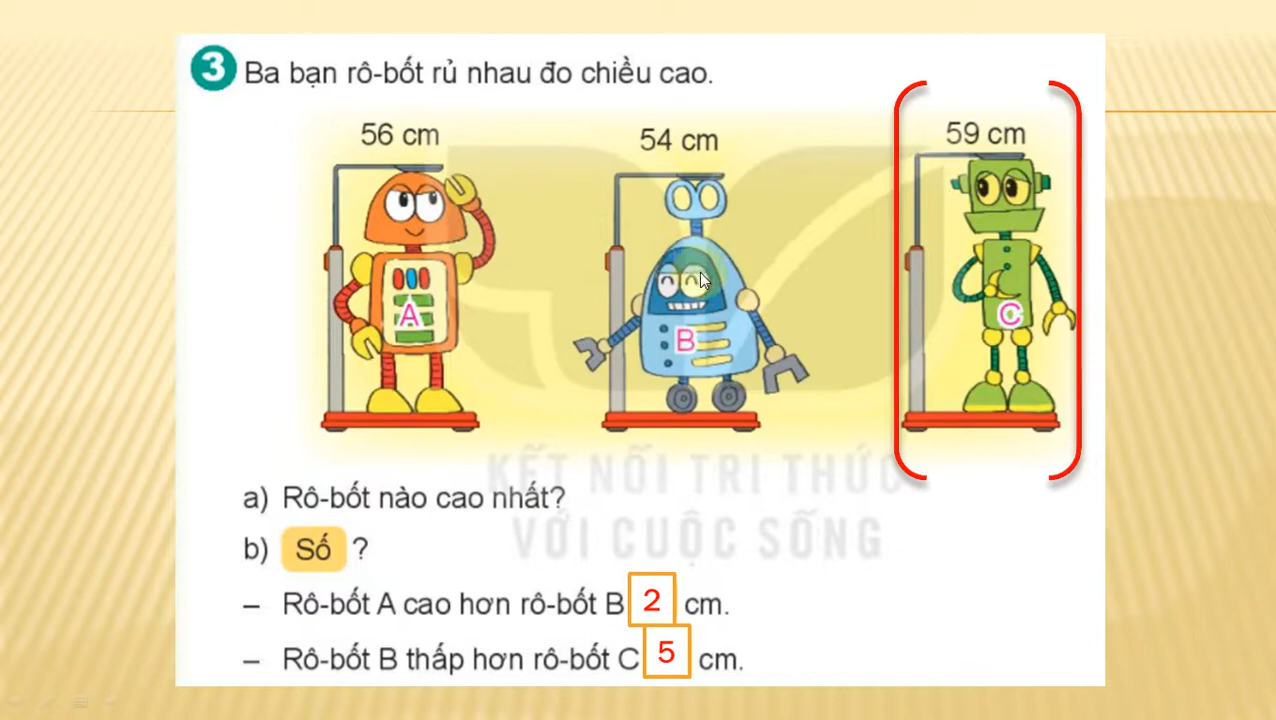 3 Ba bạn rô-bốt rủ nhau đo chiều cao.
56 cm 54 cm 59 cm
A B C
KẾT NỐI TRI THỨC
VỚI CUỘC SỐNG
a) Rô-bốt nào cao nhất?
b) Số ?
– Rô-bốt A cao hơn rô-bốt B 2 cm.
– Rô-bốt B thấp hơn rô-bốt C 5 cm.